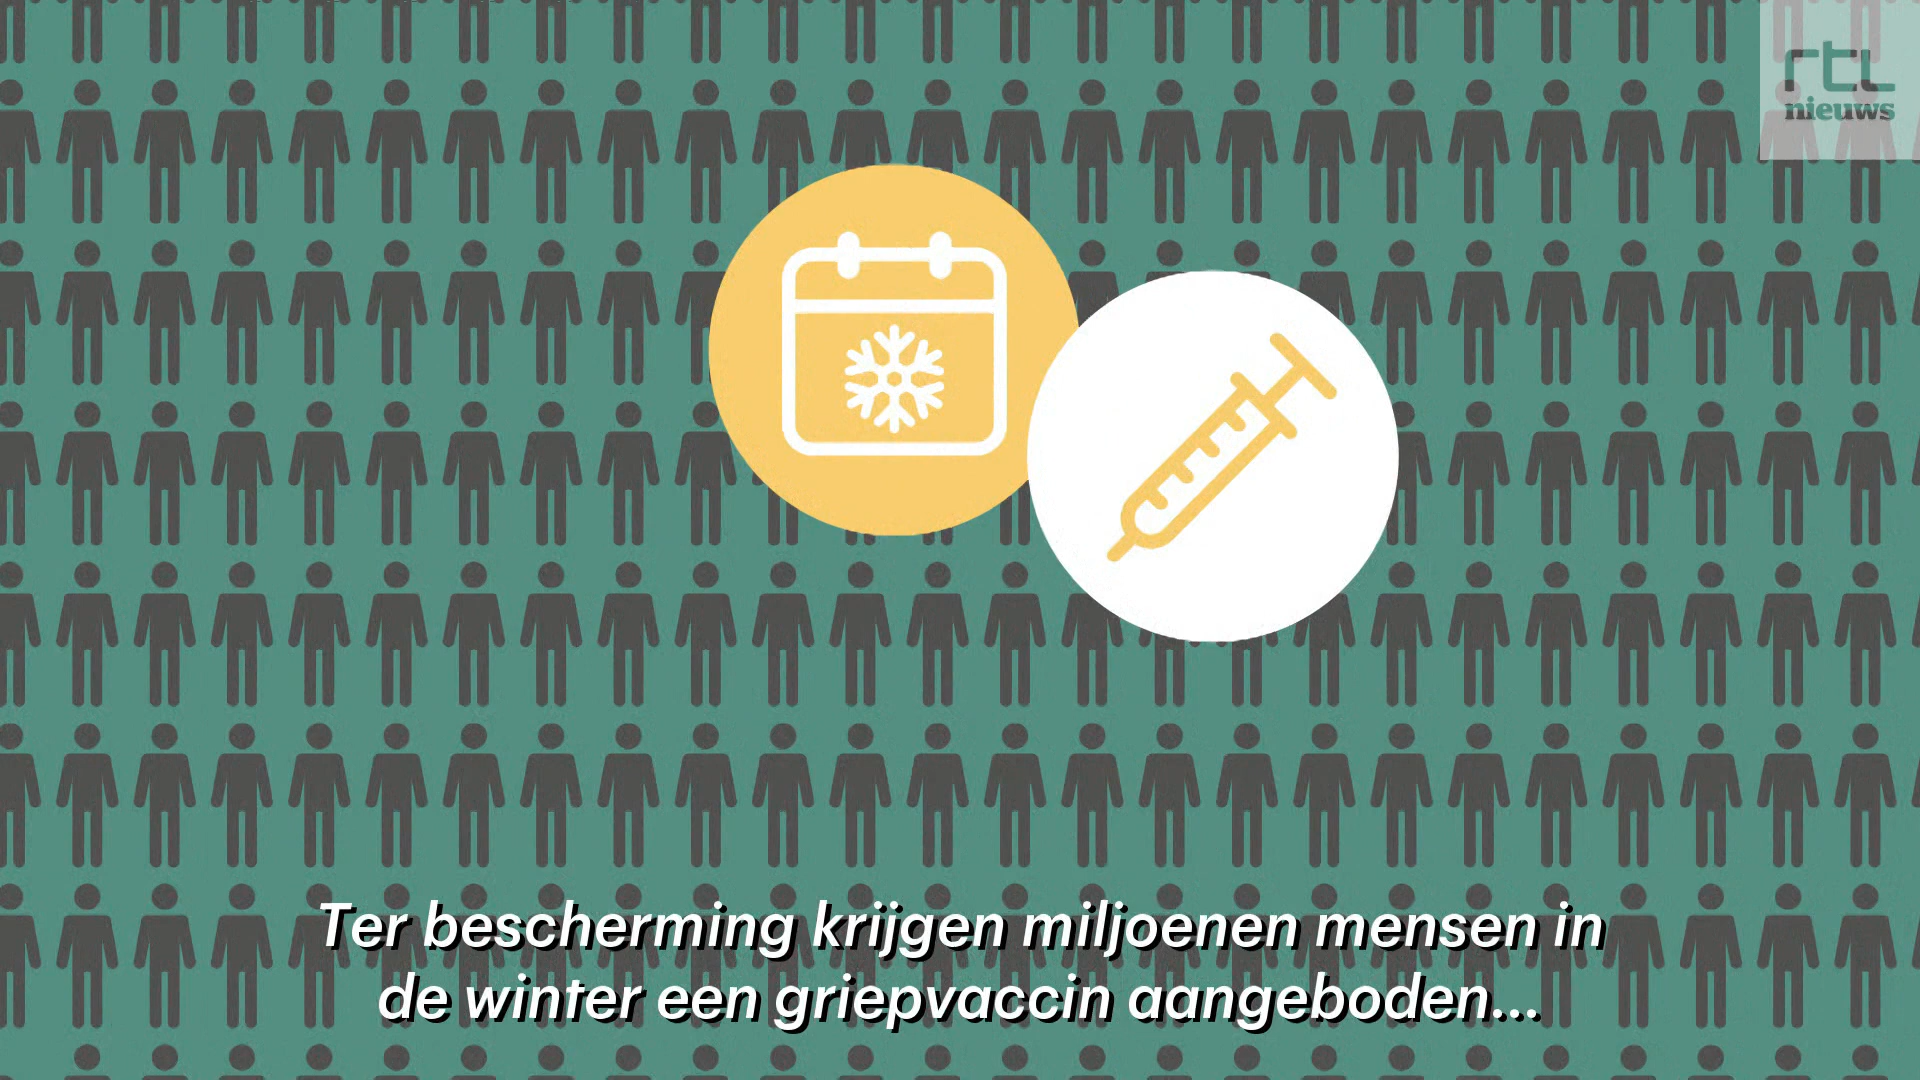 rtl
nieuws
Ter bescherming krijgen miljoenen mensen in
de winter een griepvaccin aangeboden...